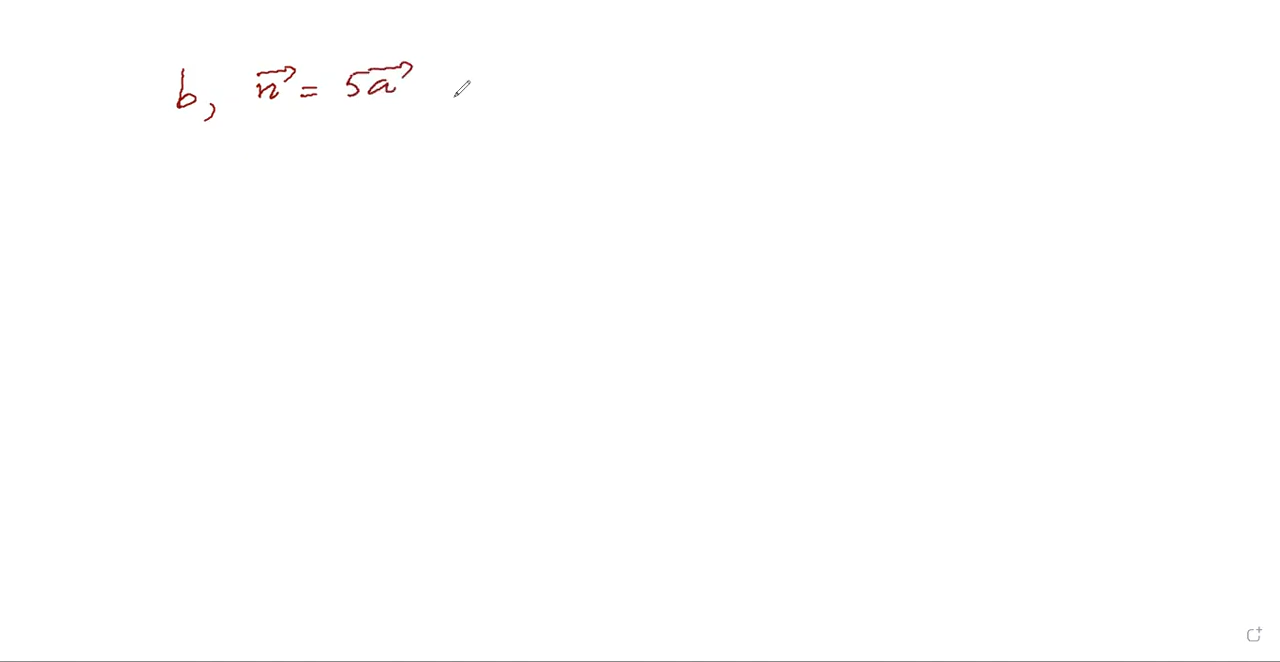 b, n⃗ = 5a⃗